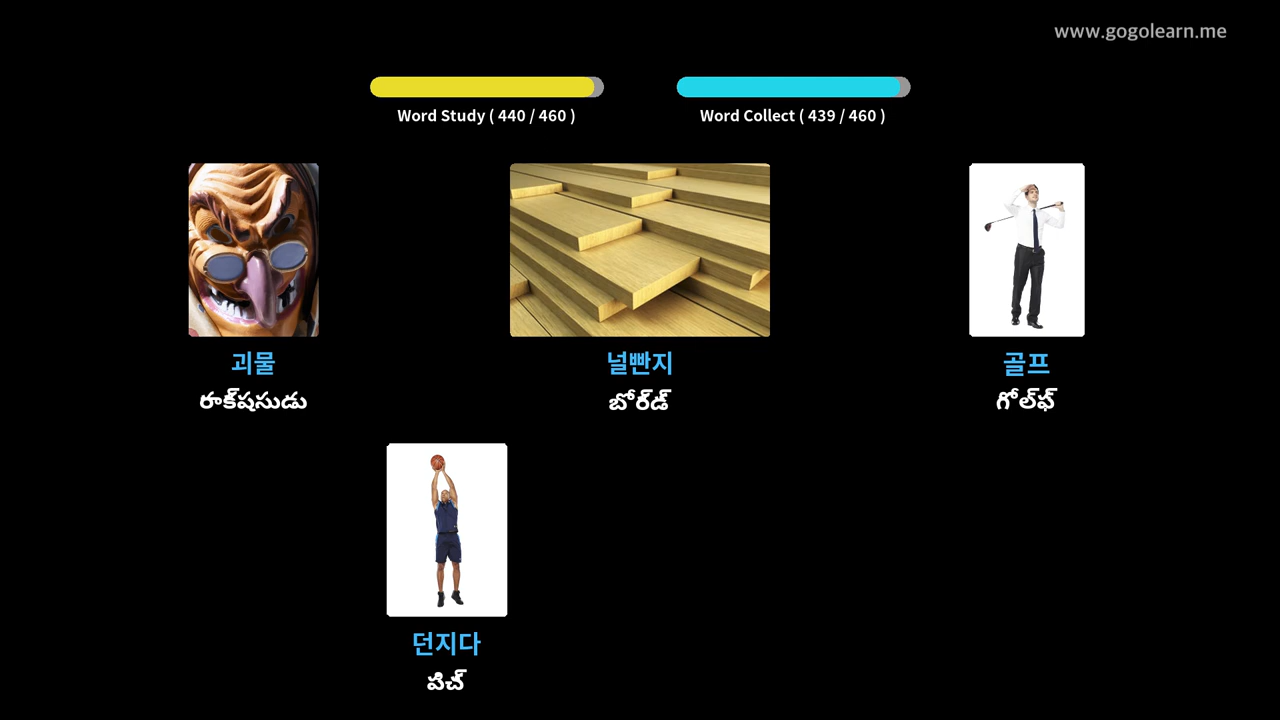 www.gogolearn.me
Word Study ( 440 / 460 )
Word Collect ( 439 / 460 )
괴물
రాక్షసుడు
널빤지
బోర్డ్
골프
గోల్ఫ్
던지다
పిచ్